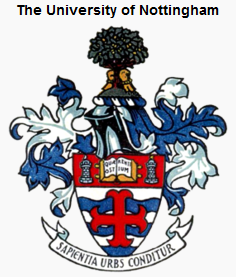 The University of Nottingham
SAPIENTIA URBS CONDITUR